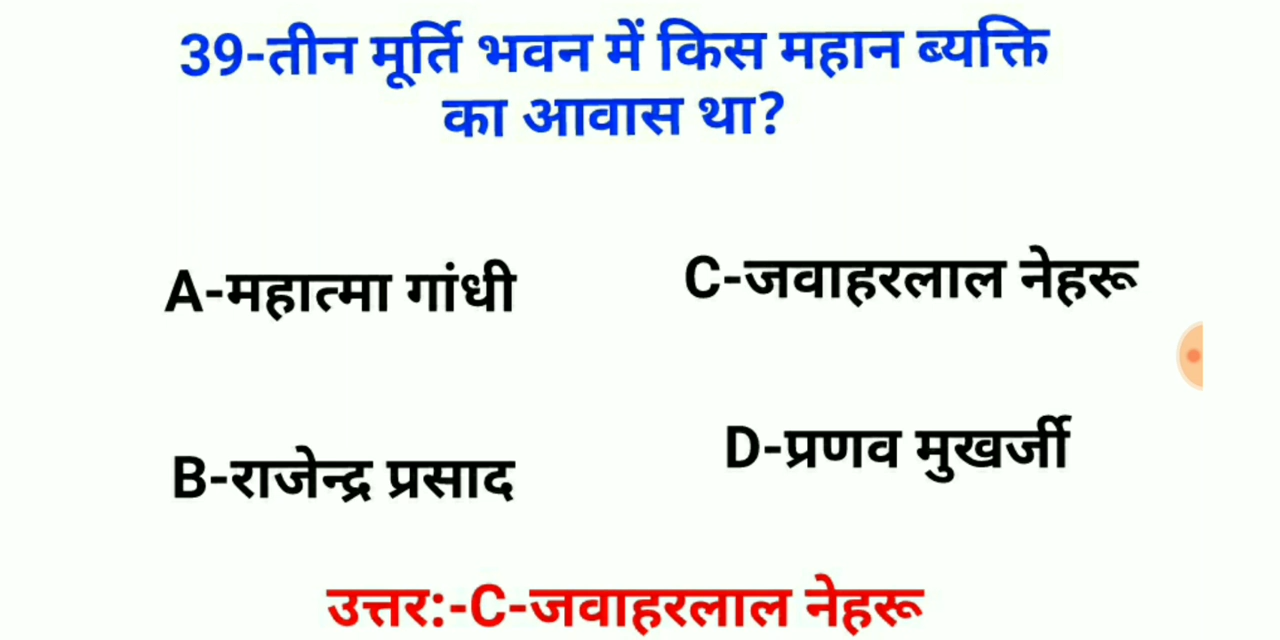 39-तीन मूर्ति भवन में किस महान ब्यक्ति
का आवास था?
A-महात्मा गांधी
C-जवाहरलाल नेहरू
B-राजेन्द्र प्रसाद
D-प्रणव मुखर्जी
उत्तर:-C-जवाहरलाल नेहरू